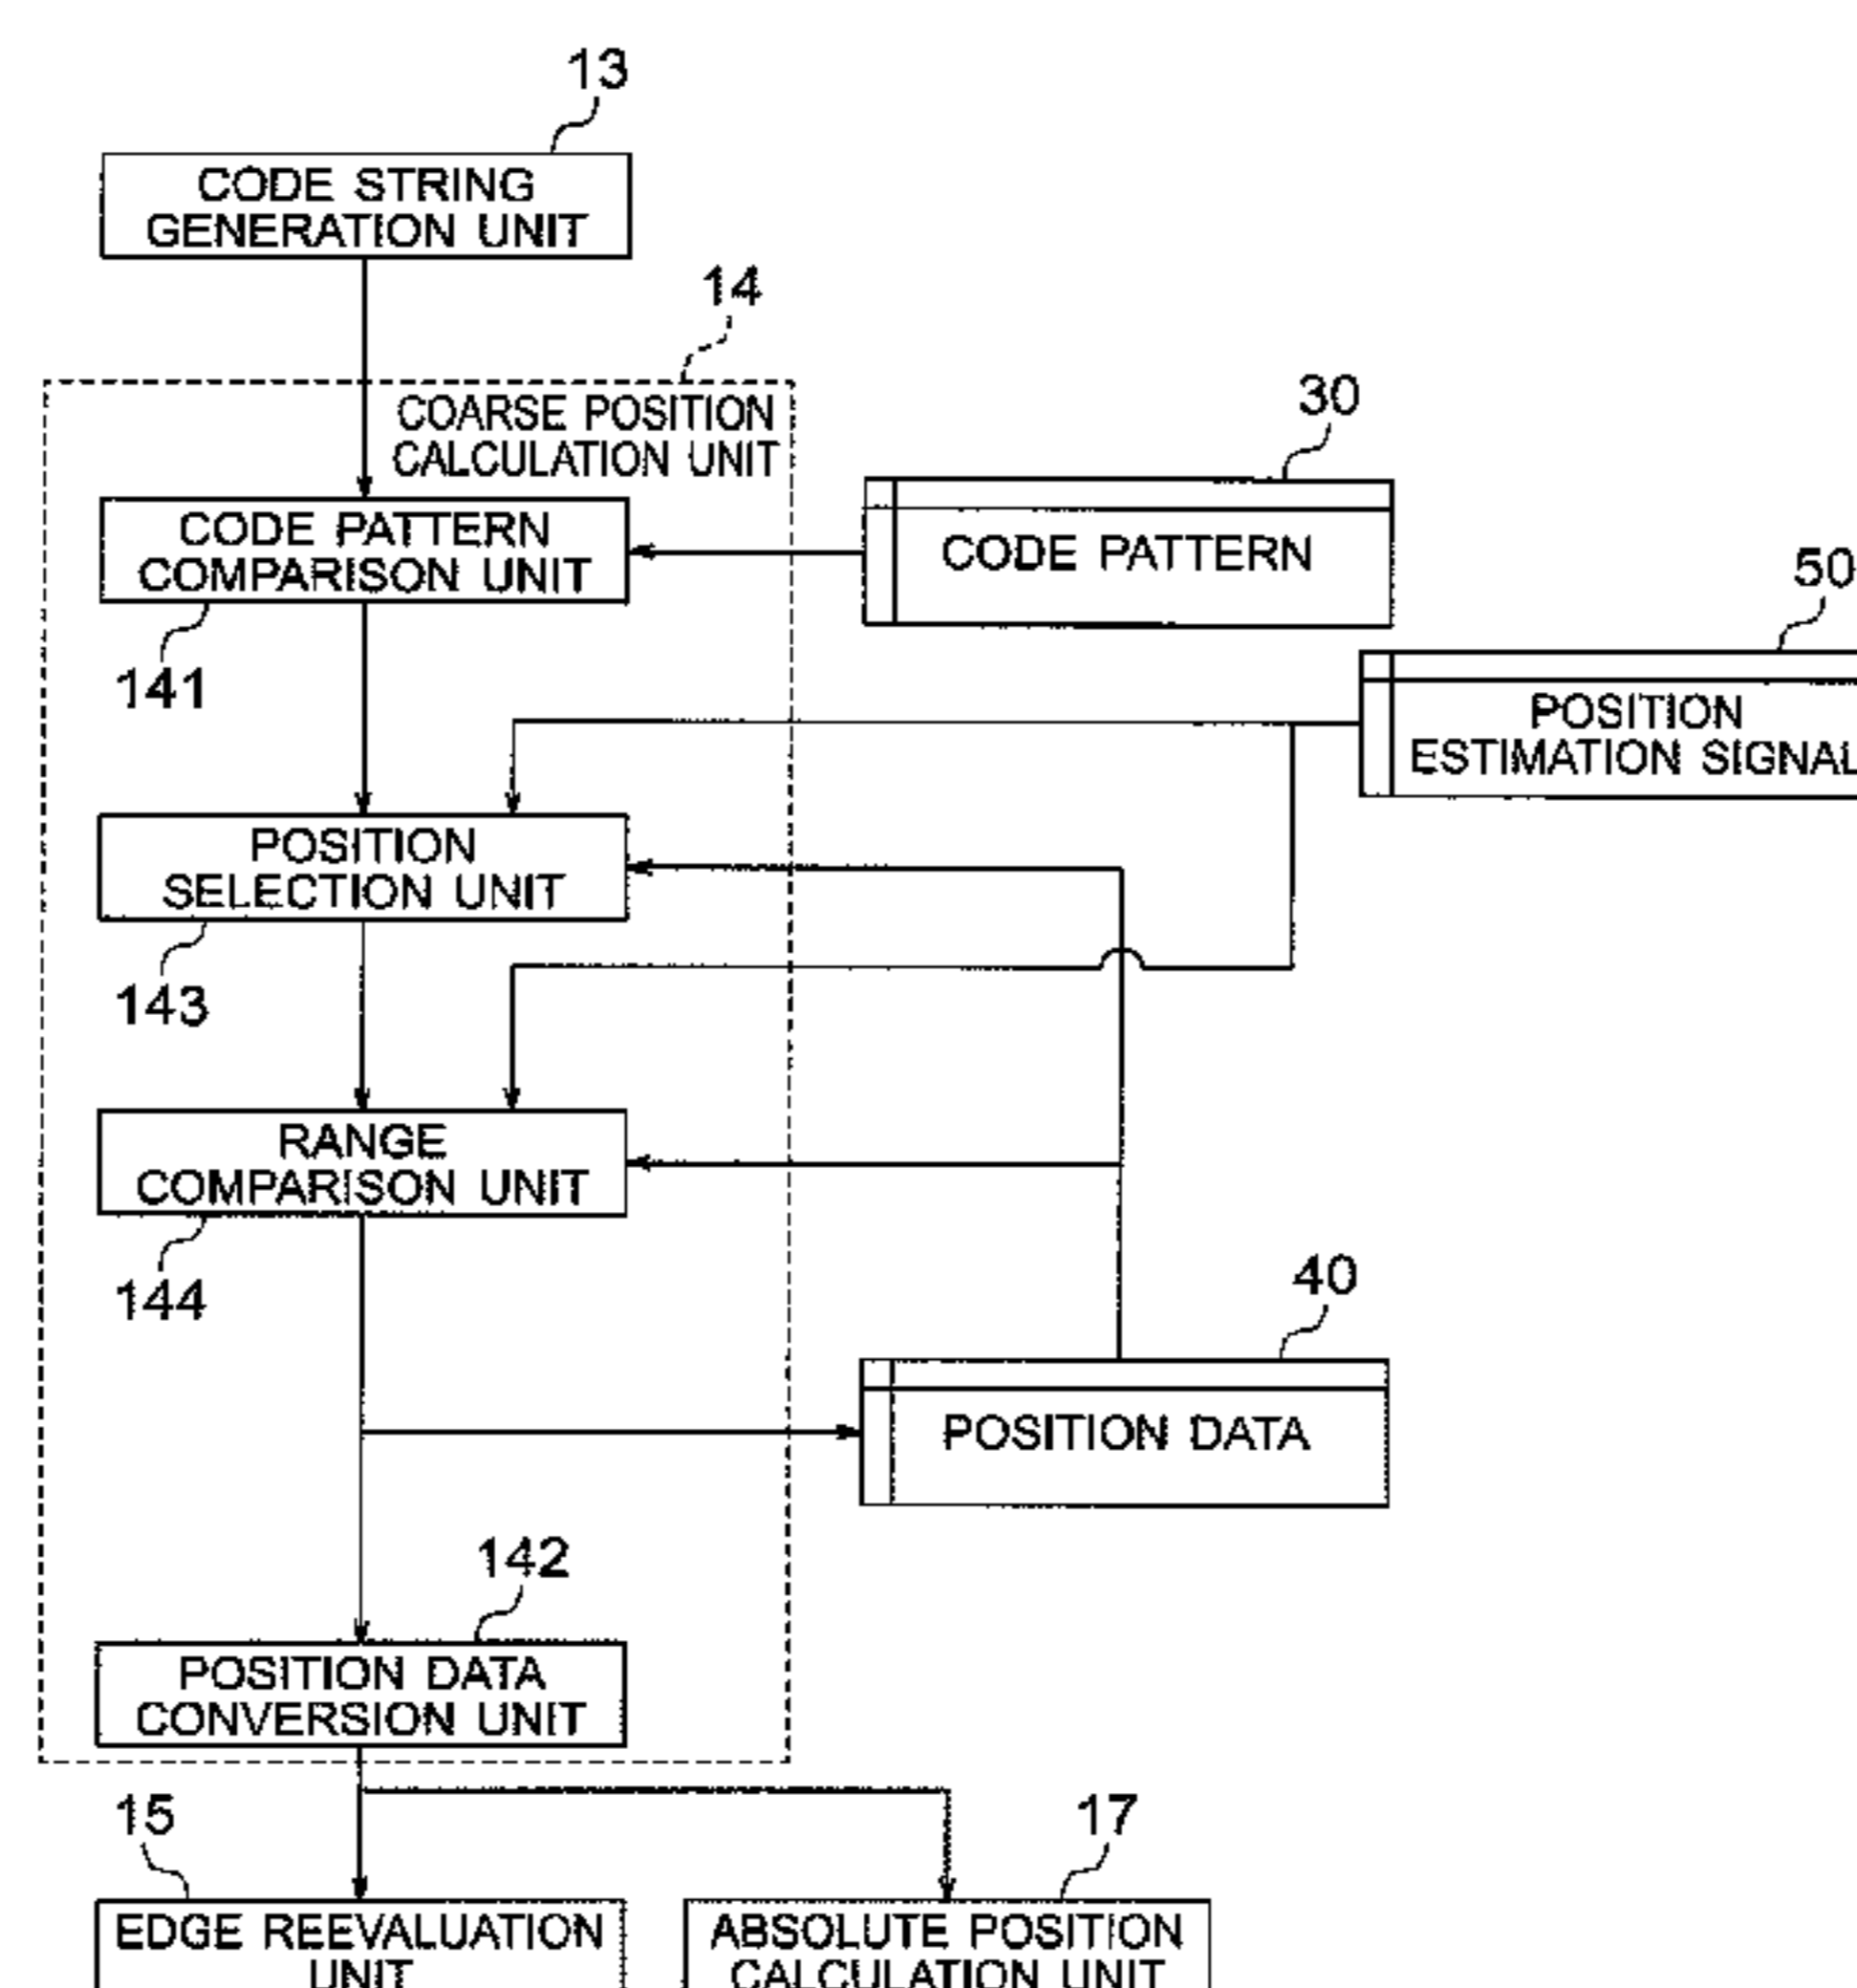 13
CODE STRING
GENERATION UNIT
14
COARSE POSITION
CALCULATION UNIT
30
CODE PATTERN
COMPARISON UNIT
CODE PATTERN
141
50
POSITION
ESTIMATION SIGNAL
POSITION
SELECTION UNIT
143
RANGE
COMPARISON UNIT
144
40
POSITION DATA
142
POSITION DATA
CONVERSION UNIT
15
17
EDGE REEVALUATION
UNIT
ABSOLUTE POSITION
CALCULATION UNIT